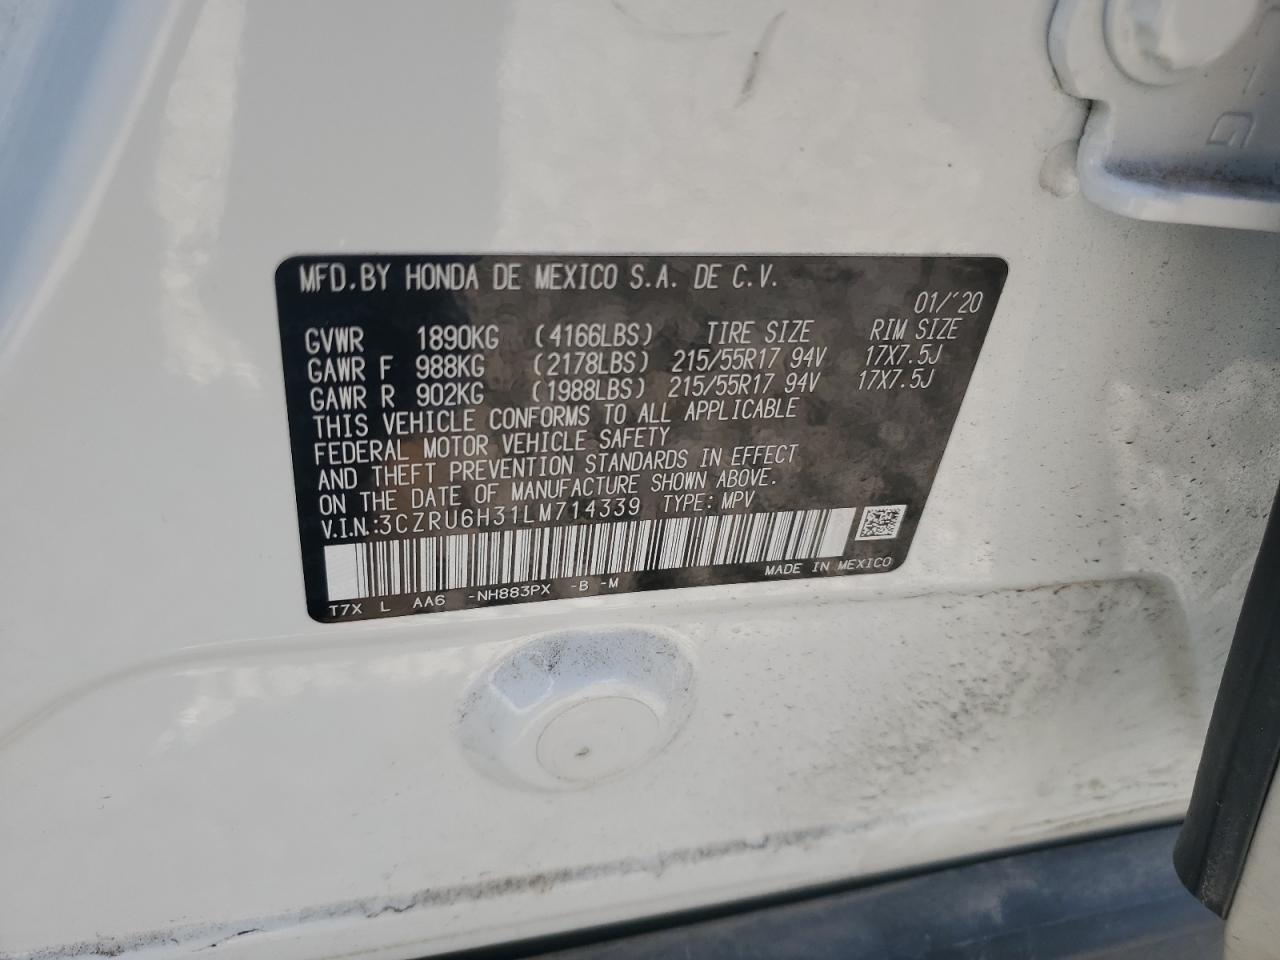 MFD.BY HONDA DE MEXICO S.A. DE C.V.
01/'20
GVWR 1890KG (4166LBS) TIRE SIZE RIM SIZE
GAWR F 988KG (2178LBS) 215/55R17 94V 17X7.5J
GAWR R 902KG (1988LBS) 215/55R17 94V 17X7.5J
THIS VEHICLE CONFORMS TO ALL APPLICABLE
FEDERAL MOTOR VEHICLE SAFETY
AND THEFT PREVENTION STANDARDS IN EFFECT
ON THE DATE OF MANUFACTURE SHOWN ABOVE.
V.I.N.:3CZRU6H31LM714339 TYPE: MPV
MADE IN MEXICO
T7X L AA6 -NH883PX -B -M